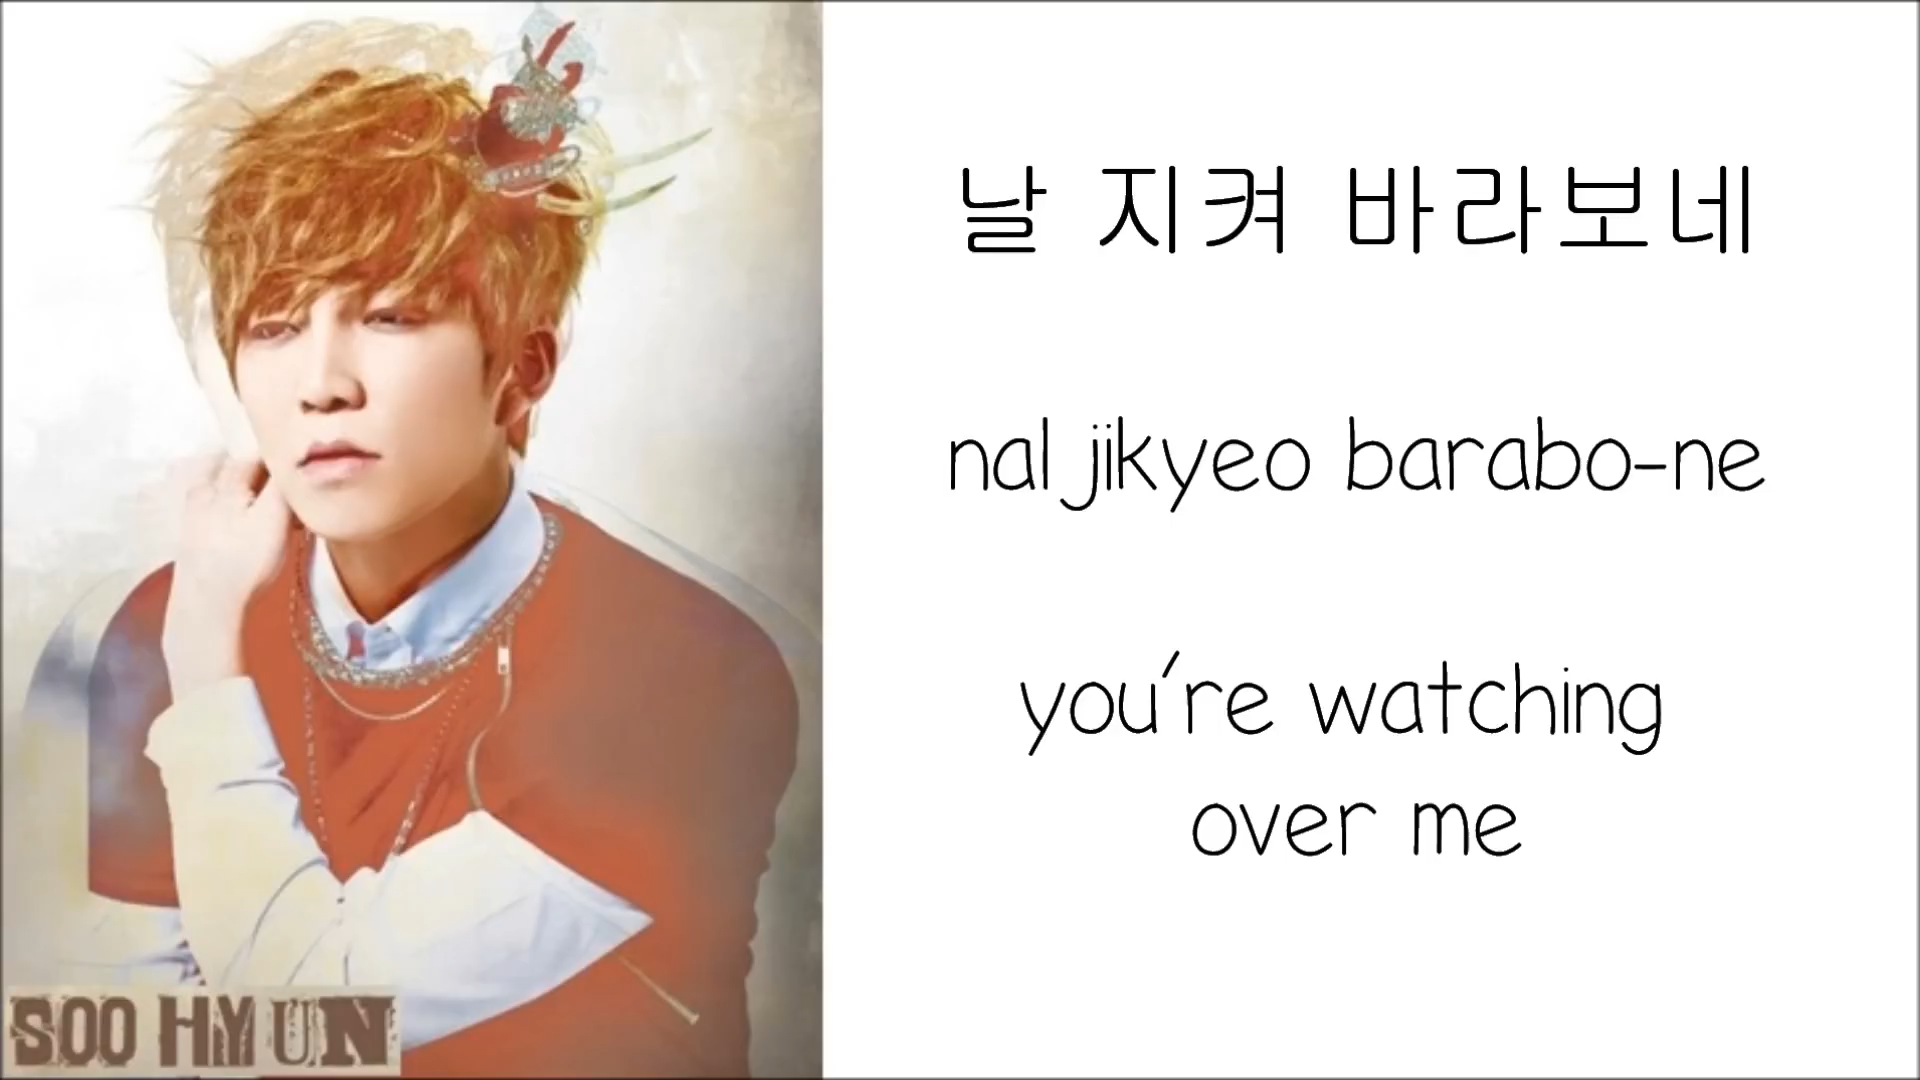 날 지켜 바라보네
nal jikyeo barabo-ne
you're watching
over me
SOO HYUN